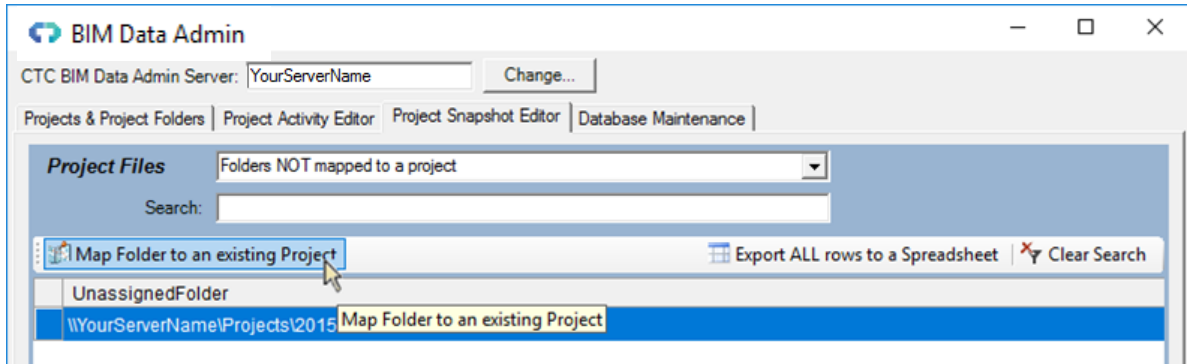 BIM Data Admin
CTC BIM Data Admin Server: YourServerName Change...
Projects & Project Folders Project Activity Editor Project Snapshot Editor Database Maintenance
Project Files Folders NOT mapped to a project
Search:
Map Folder to an existing Project Export ALL rows to a Spreadsheet Clear Search
UnassignedFolder
\\YourServerName\Projects\2015 Map Folder to an existing Project